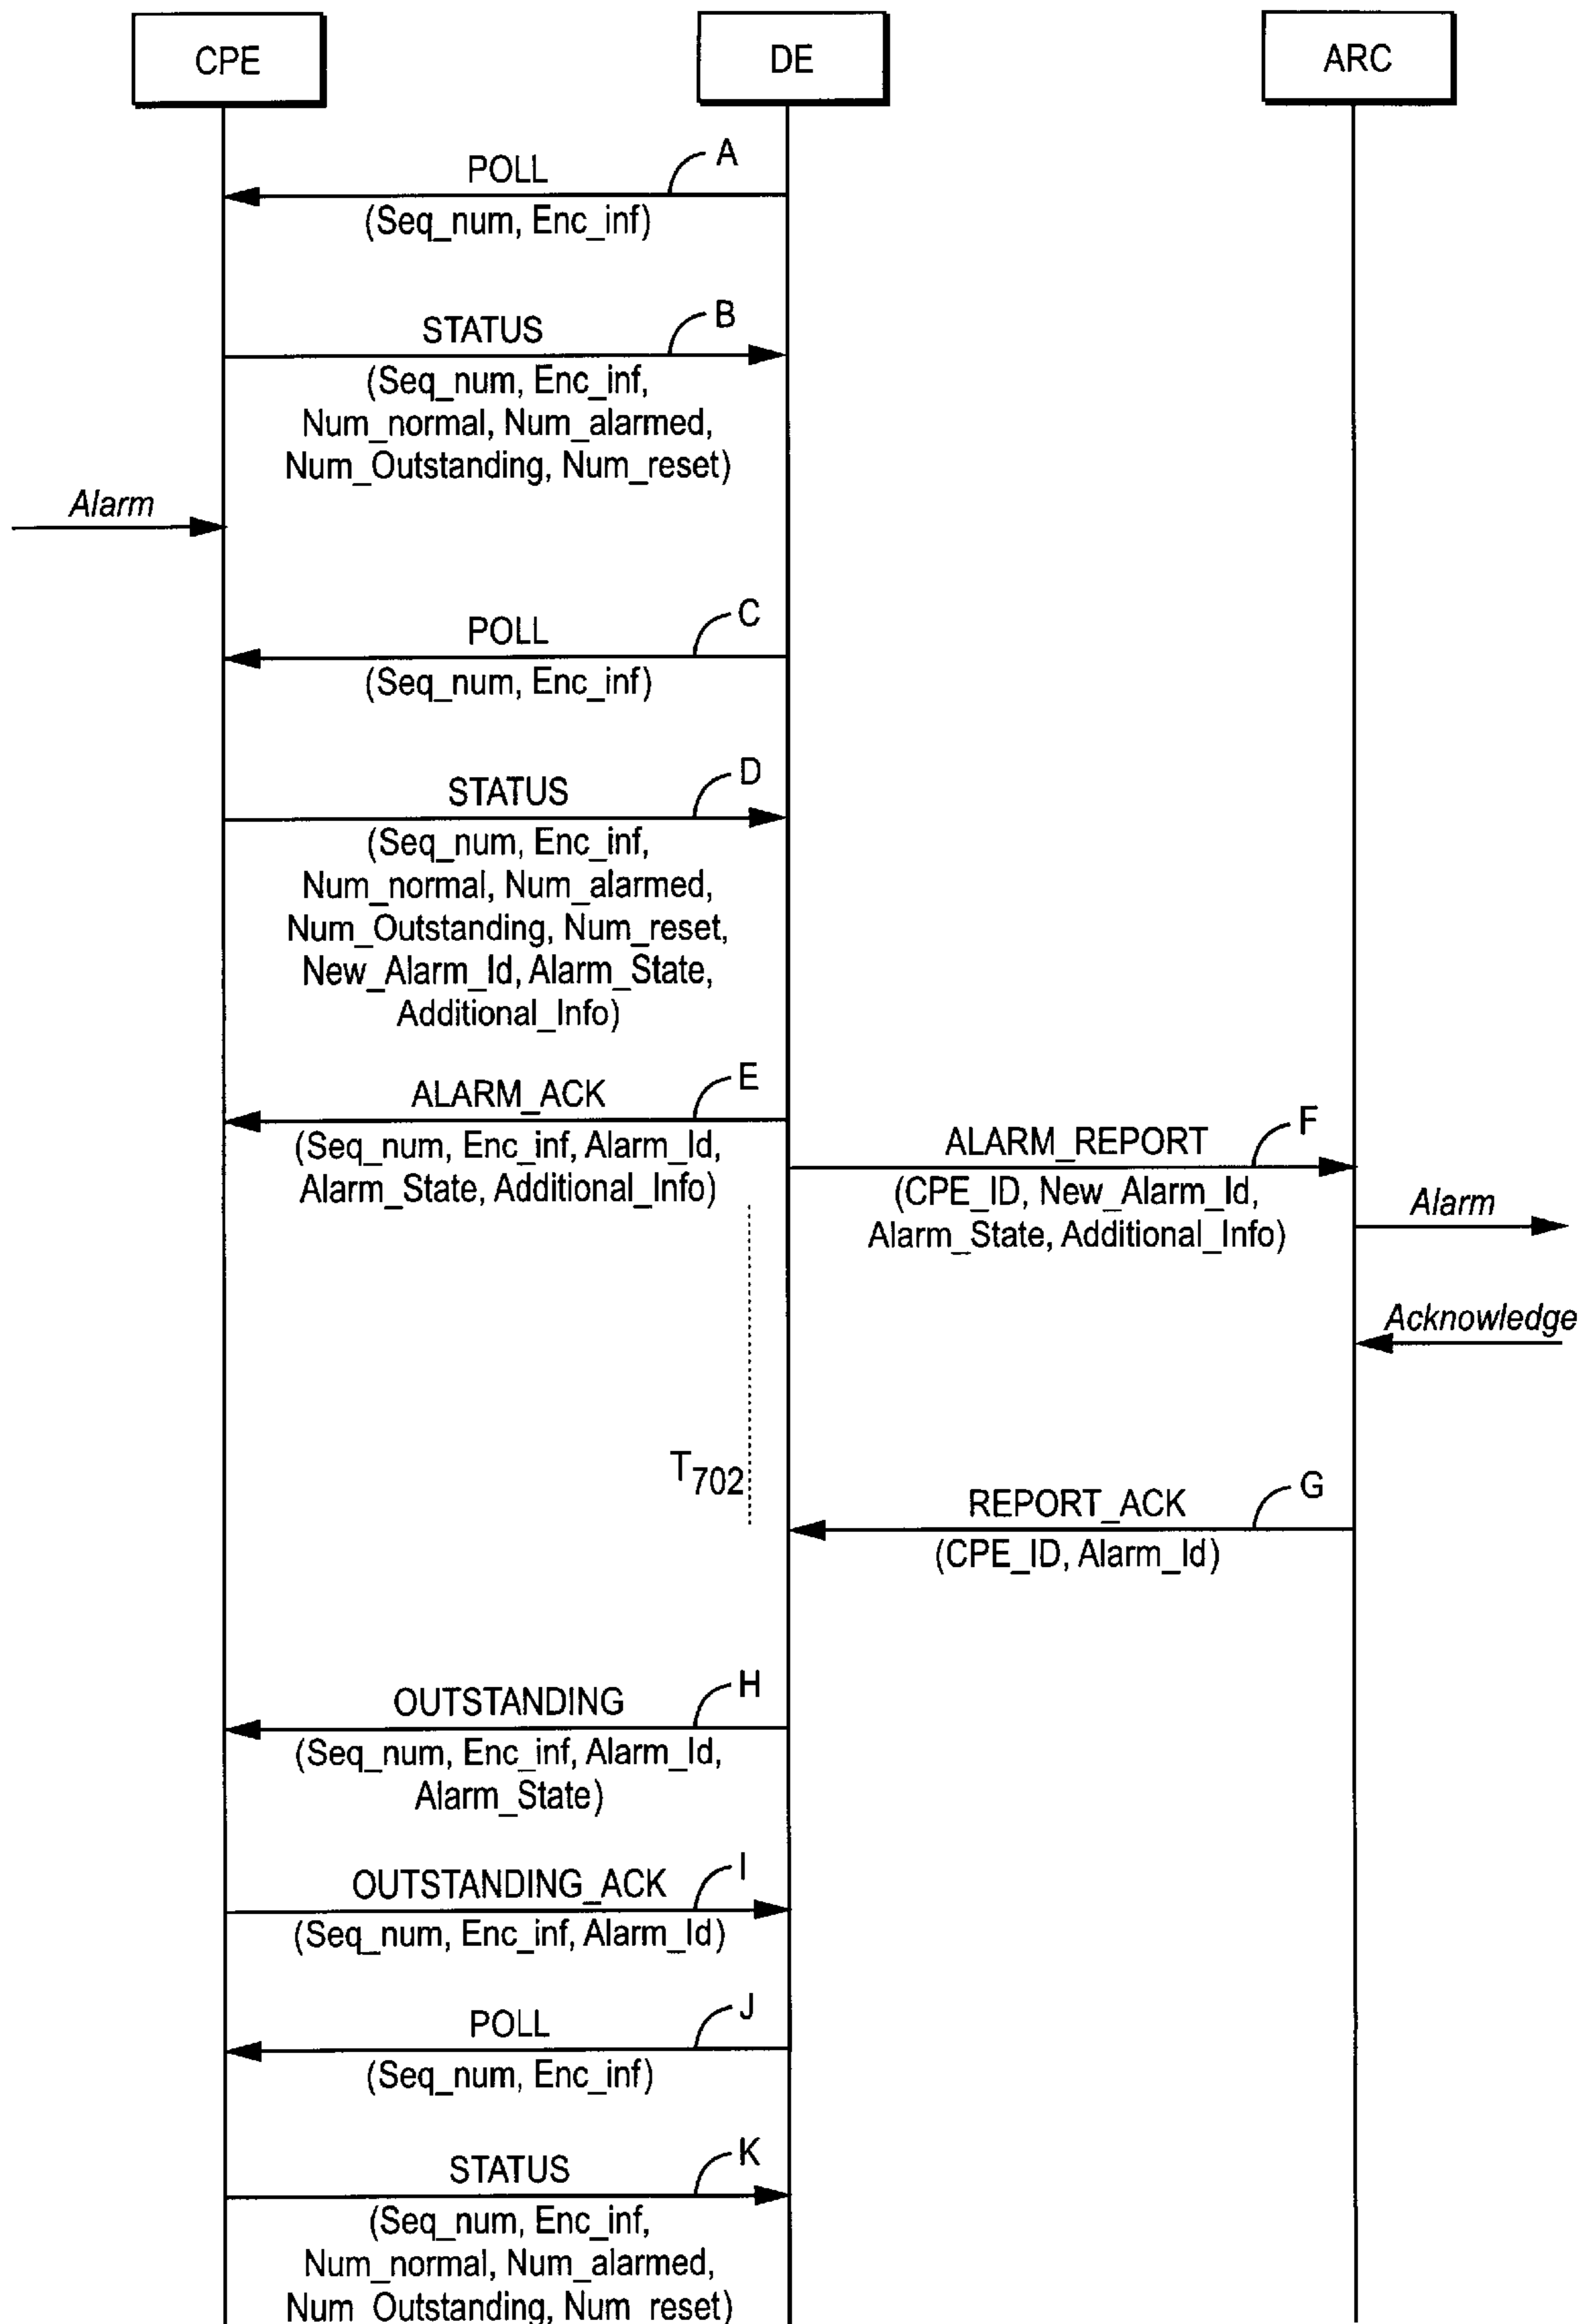 CPE
DE
ARC
A
POLL
(Seq_num, Enc_inf)
B
STATUS
(Seq_num, Enc_inf,
Num_normal, Num_alarmed,
Num_Outstanding, Num_reset)
Alarm
C
POLL
(Seq_num, Enc_inf)
D
STATUS
(Seq_num, Enc_inf,
Num_normal, Num_alarmed,
Num_Outstanding, Num_reset,
New_Alarm_Id, Alarm_State,
Additional_Info)
E
ALARM_ACK
(Seq_num, Enc_inf, Alarm_Id,
Alarm_State, Additional_Info)
F
ALARM_REPORT
(CPE_ID, New_Alarm_Id,
Alarm_State, Additional_Info)
Alarm
Acknowledge
T702
G
REPORT_ACK
(CPE_ID, Alarm_Id)
H
OUTSTANDING
(Seq_num, Enc_inf, Alarm_Id,
Alarm_State)
I
OUTSTANDING_ACK
(Seq_num, Enc_inf, Alarm_Id)
J
POLL
(Seq_num, Enc_inf)
K
STATUS
(Seq_num, Enc_inf,
Num_normal, Num_alarmed,
Num_Outstanding, Num_reset)